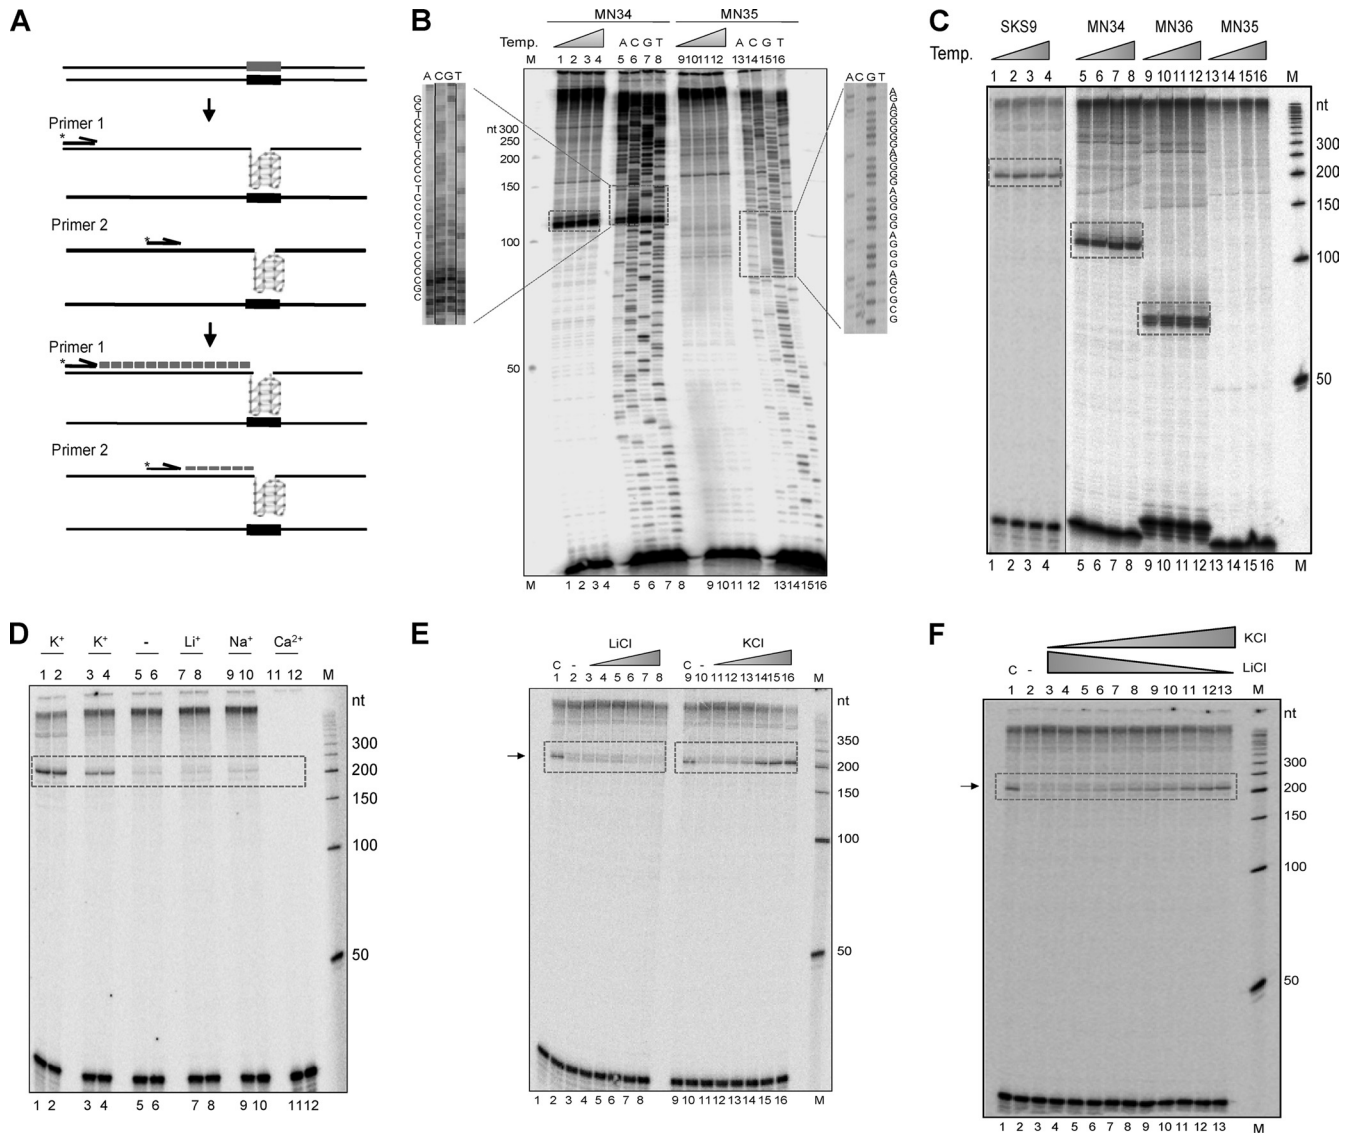 A
Primer 1
*
Primer 2
*
Primer 1
*
Primer 2
*
B
MN34 MN35
Temp.
A C G T A C G T
M 1 2 3 4 5 6 7 8 9 10 11 12 13 14 15 16
A C G T
G
C
T
C
C
C
T
C
C
C
C
T
C
C
C
C
T
C
C
C
C
G
C
nt 300
250
200
150
100
50
A C G T
A
G
A
G
G
G
G
A
G
G
G
G
A
G
G
G
G
A
G
G
G
A
G
C
G
C
G
M 1 2 3 4 5 6 7 8 9 10 11 12 13 14 15 16
C
SKS9 MN34 MN36 MN35
Temp.
1 2 3 4 5 6 7 8 9 10 11 12 13 14 15 16 M
nt
300
200
150
100
50
1 2 3 4 5 6 7 8 9 10 11 12 13 14 15 16 M
D
K⁺ K⁺ - Li⁺ Na⁺ Ca²⁺
1 2 3 4 5 6 7 8 9 10 11 12 M
nt
300
200
150
100
50
1 2 3 4 5 6 7 8 9 10 11 12
E
LiCl KCl
C - C -
1 2 3 4 5 6 7 8 9 10 11 12 13 14 15 16 M
nt
350
200
150
100
50
1 2 3 4 5 6 7 8 9 10 11 12 13 14 15 16 M
F
KCl
LiCl
C -
1 2 3 4 5 6 7 8 9 10 11 12 13 M
nt
300
200
150
100
50
1 2 3 4 5 6 7 8 9 10 11 12 13 M